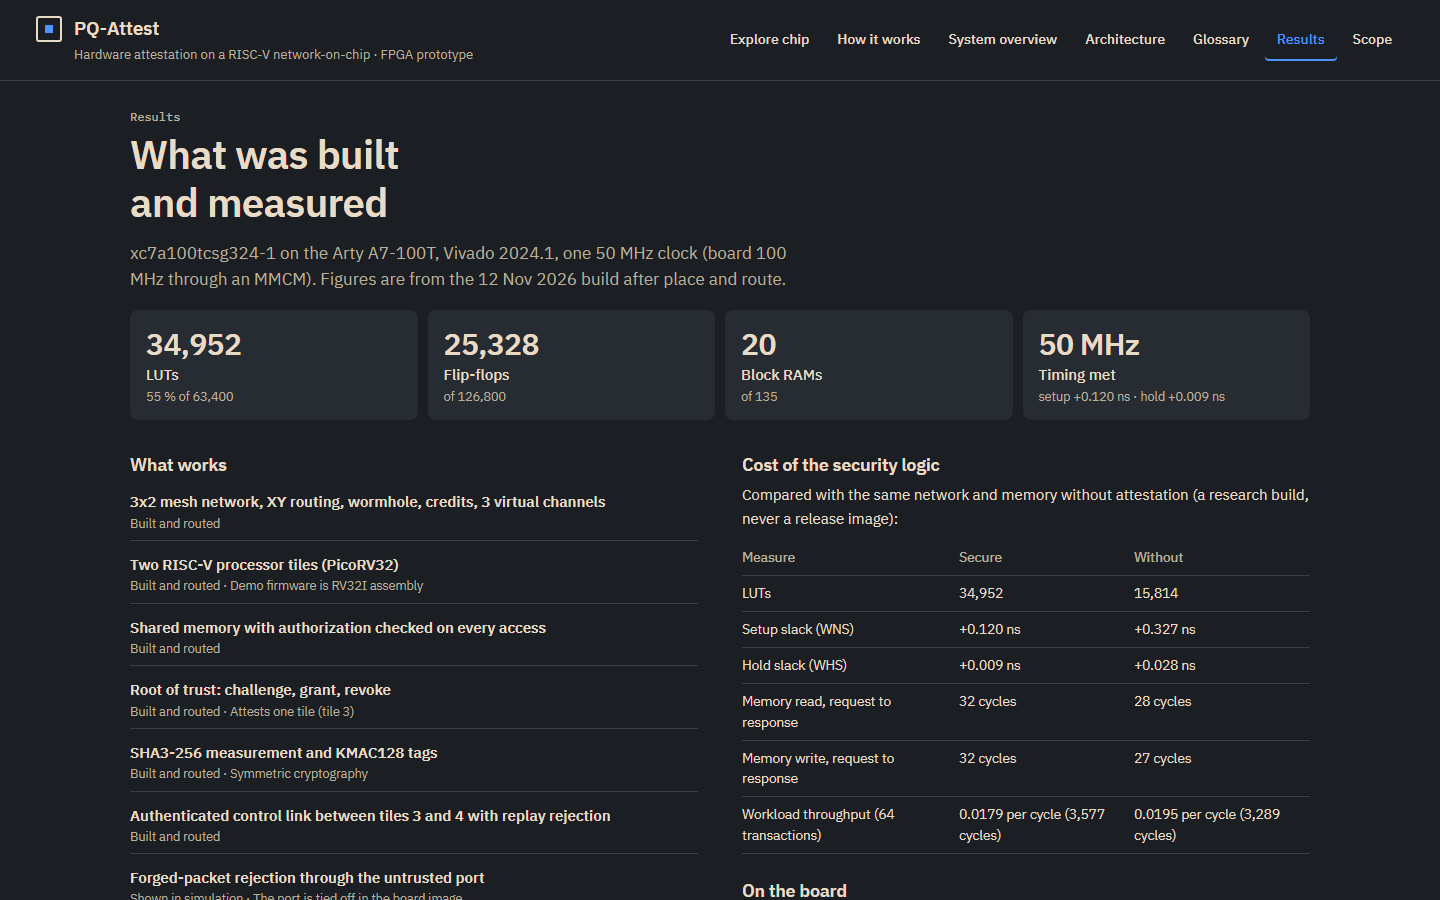 PQ-Attest
Hardware attestation on a RISC-V network-on-chip · FPGA prototype
Explore chip
How it works
System overview
Architecture
Glossary
Results
Scope
Results
What was built
and measured
xc7a100tcsg324-1 on the Arty A7-100T, Vivado 2024.1, one 50 MHz clock (board 100
MHz through an MMCM). Figures are from the 12 Nov 2026 build after place and route.
34,952
LUTs
55 % of 63,400
25,328
Flip-flops
of 126,800
20
Block RAMs
of 135
50 MHz
Timing met
setup +0.120 ns · hold +0.009 ns
What works
3x2 mesh network, XY routing, wormhole, credits, 3 virtual channels
Built and routed
Two RISC-V processor tiles (PicoRV32)
Built and routed · Demo firmware is RV32I assembly
Shared memory with authorization checked on every access
Built and routed
Root of trust: challenge, grant, revoke
Built and routed · Attests one tile (tile 3)
SHA3-256 measurement and KMAC128 tags
Built and routed · Symmetric cryptography
Authenticated control link between tiles 3 and 4 with replay rejection
Built and routed
Forged-packet rejection through the untrusted port
Shown in simulation · The port is tied off in the board image
Cost of the security logic
Compared with the same network and memory without attestation (a research build,
never a release image):
Measure Secure Without
LUTs 34,952 15,814
Setup slack (WNS) +0.120 ns +0.327 ns
Hold slack (WHS) +0.009 ns +0.028 ns
Memory read, request to 32 cycles 28 cycles
response
Memory write, request to 32 cycles 27 cycles
response
Workload throughput (64 0.0179 per cycle (3,577 0.0195 per cycle (3,289
transactions) cycles) cycles)
On the board